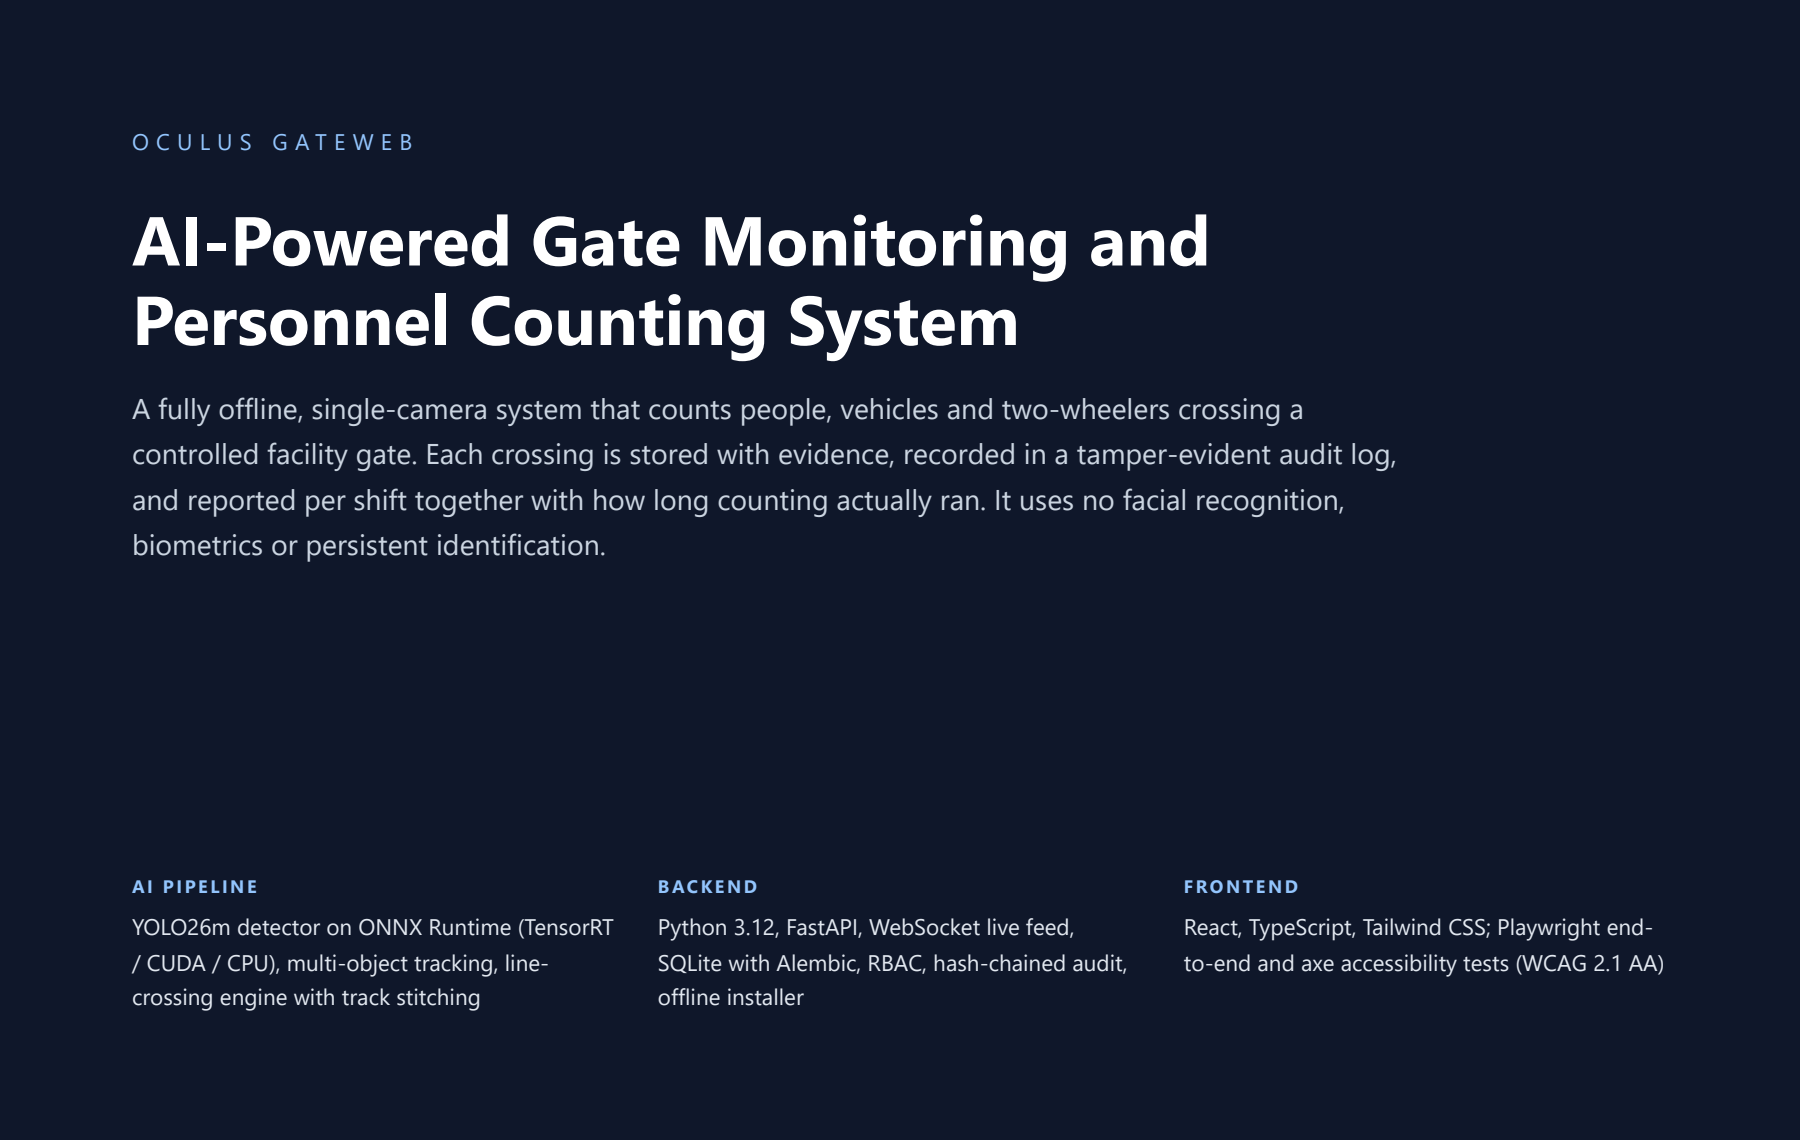 OCULUS GATEWEB
AI-Powered Gate Monitoring and
Personnel Counting System
A fully offline, single-camera system that counts people, vehicles and two-wheelers crossing a
controlled facility gate. Each crossing is stored with evidence, recorded in a tamper-evident audit log,
and reported per shift together with how long counting actually ran. It uses no facial recognition,
biometrics or persistent identification.
AI PIPELINE
YOLO26m detector on ONNX Runtime (TensorRT
/ CUDA / CPU), multi-object tracking, line-
crossing engine with track stitching
BACKEND
Python 3.12, FastAPI, WebSocket live feed,
SQLite with Alembic, RBAC, hash-chained audit,
offline installer
FRONTEND
React, TypeScript, Tailwind CSS; Playwright end-
to-end and axe accessibility tests (WCAG 2.1 AA)